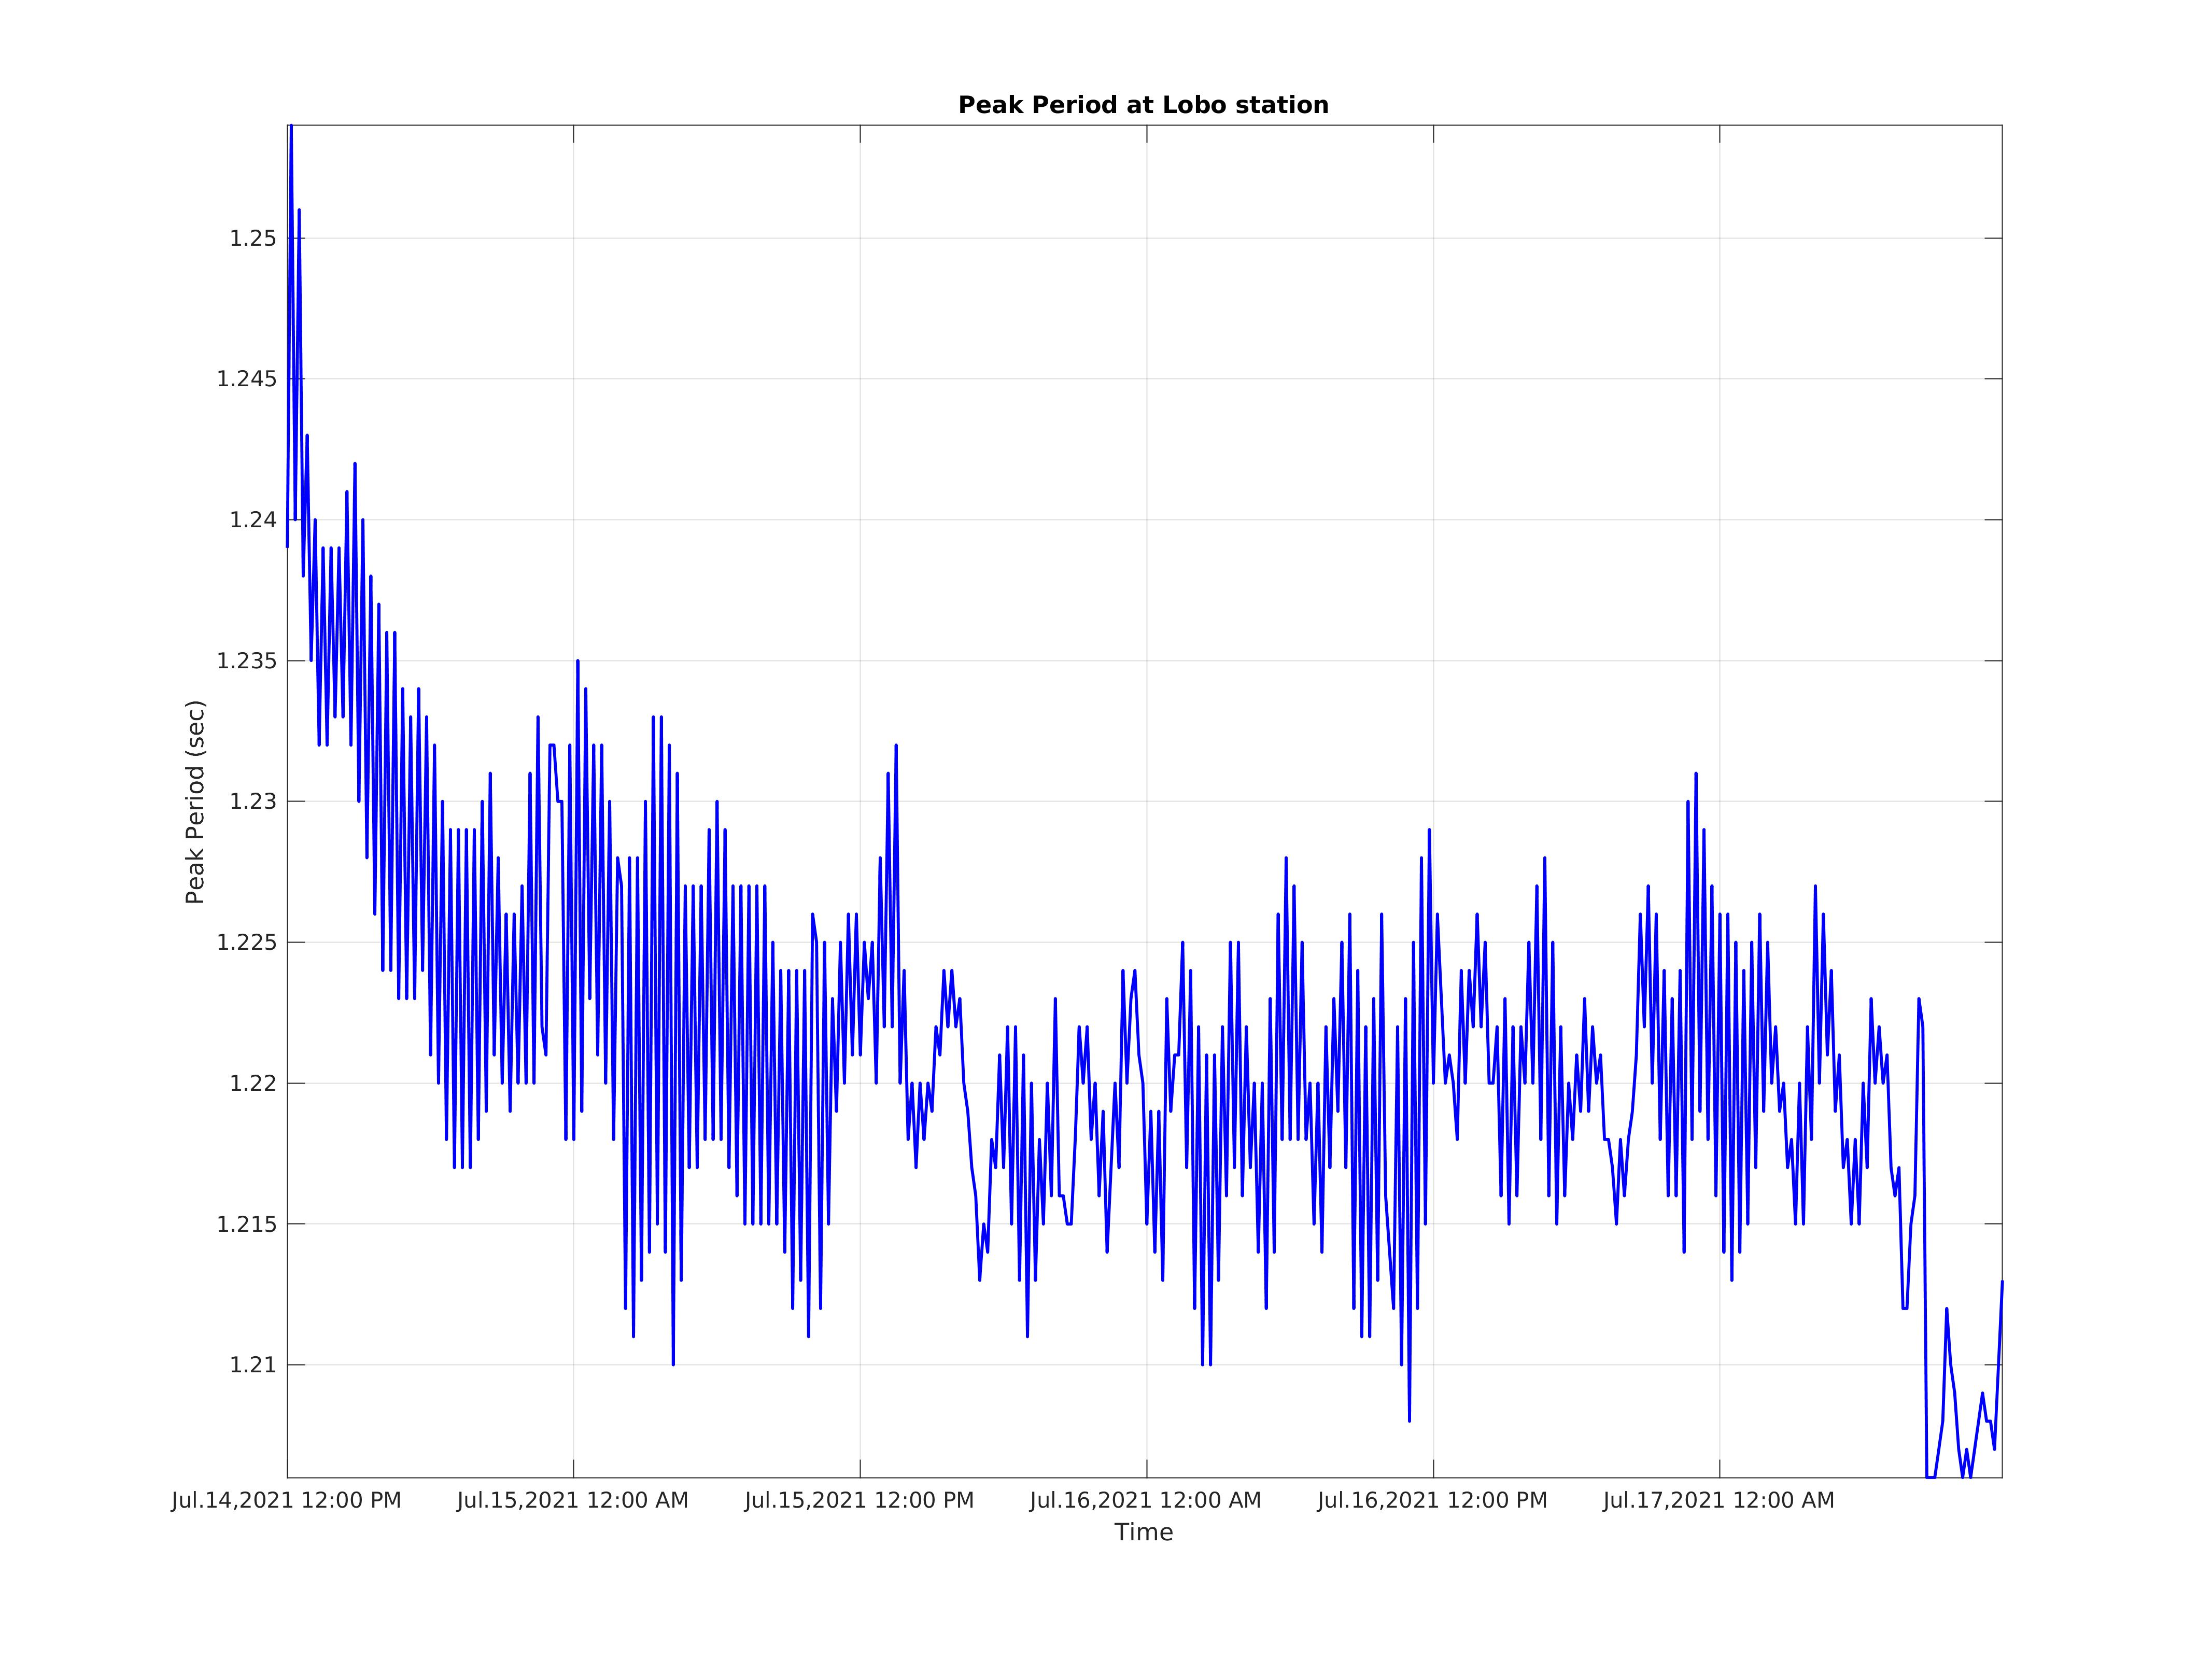 Peak Period at Lobo station
1.25
1.245
1.24
1.235
1.23
1.225
1.22
1.215
1.21
Peak Period (sec)
Jul.14,2021 12:00 PM Jul.15,2021 12:00 AM Jul.15,2021 12:00 PM Jul.16,2021 12:00 AM Jul.16,2021 12:00 PM Jul.17,2021 12:00 AM
Time